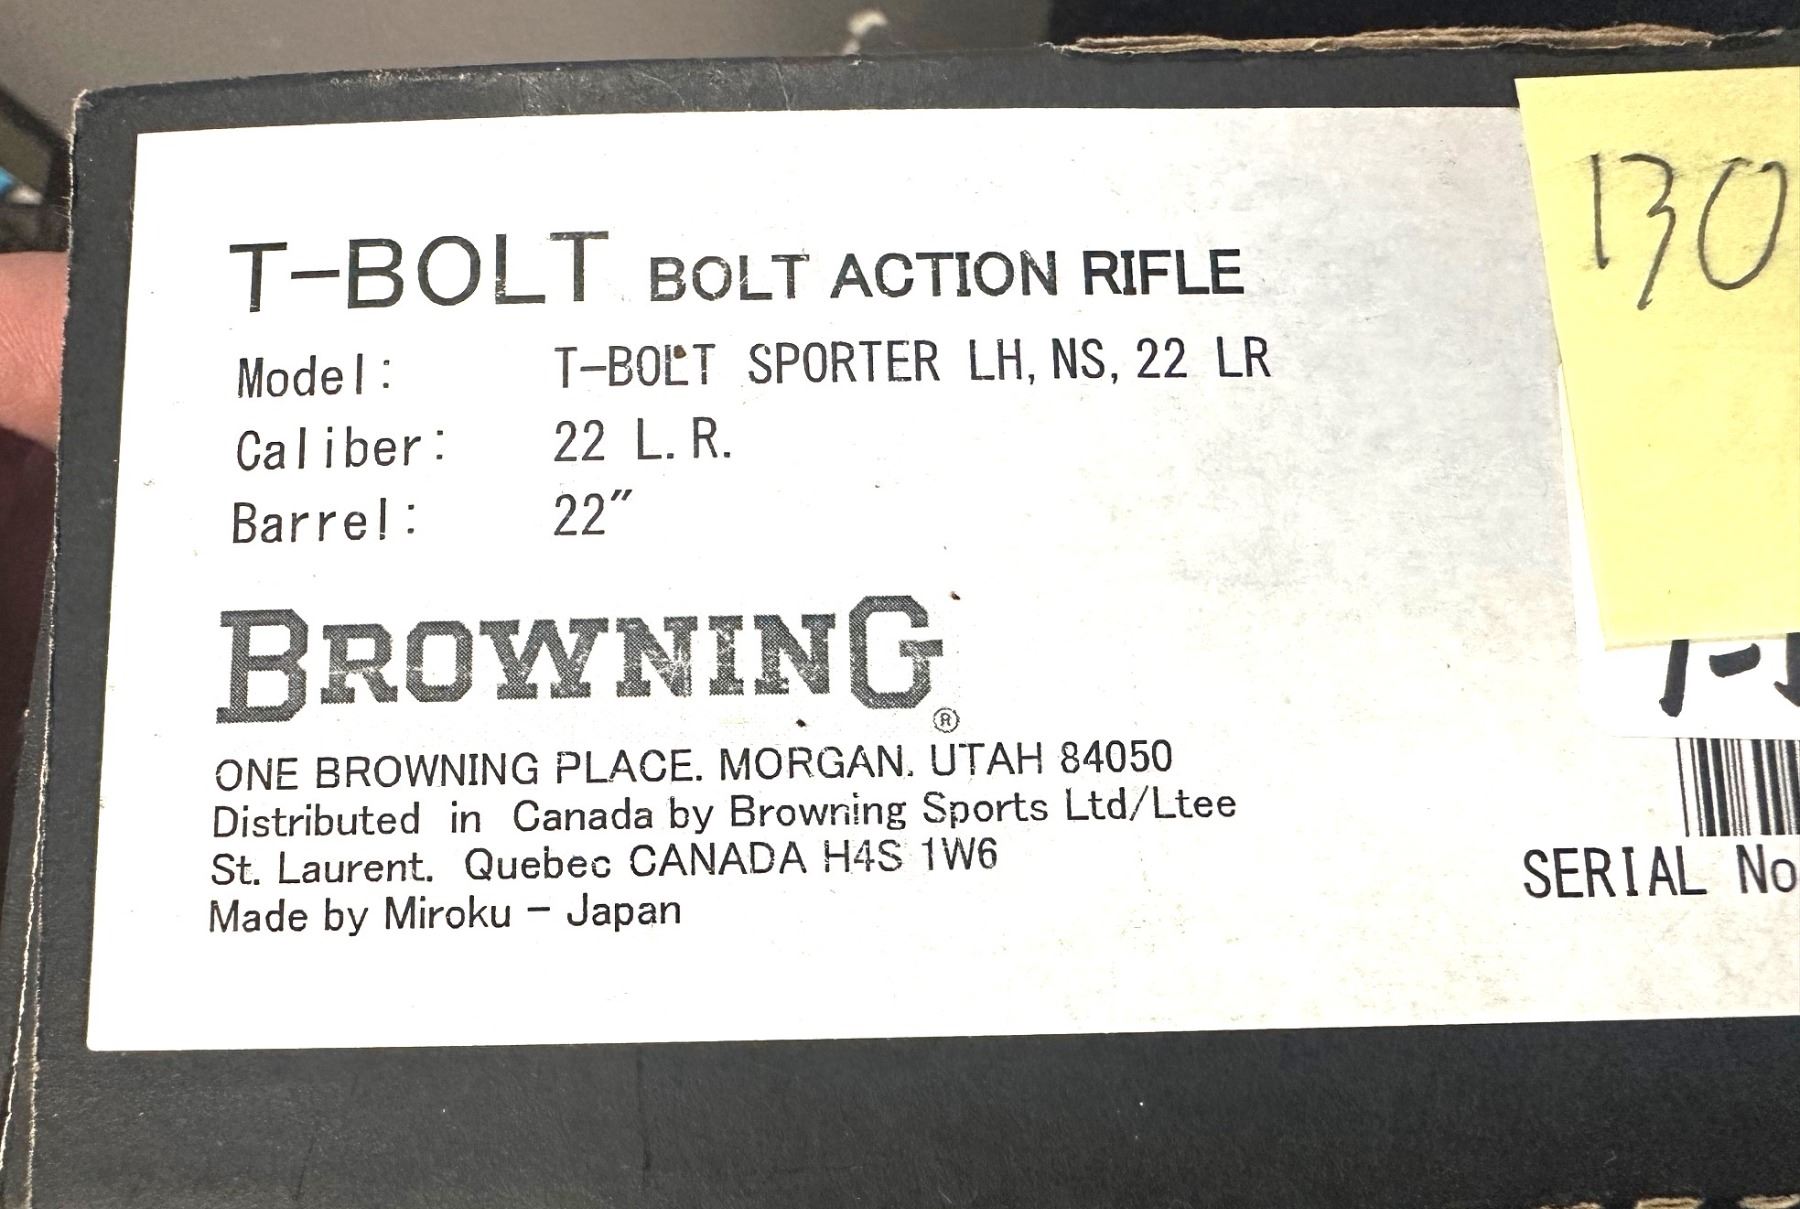 130
T-BOLT BOLT ACTION RIFLE
Model: T-BOLT SPORTER LH, NS, 22 LR
Caliber: 22 L.R.
Barrel: 22"
BROWNING®
ONE BROWNING PLACE. MORGAN. UTAH 84050
Distributed in Canada by Browning Sports Ltd/Ltee
St. Laurent. Quebec CANADA H4S 1W6
Made by Miroku - Japan
SERIAL No